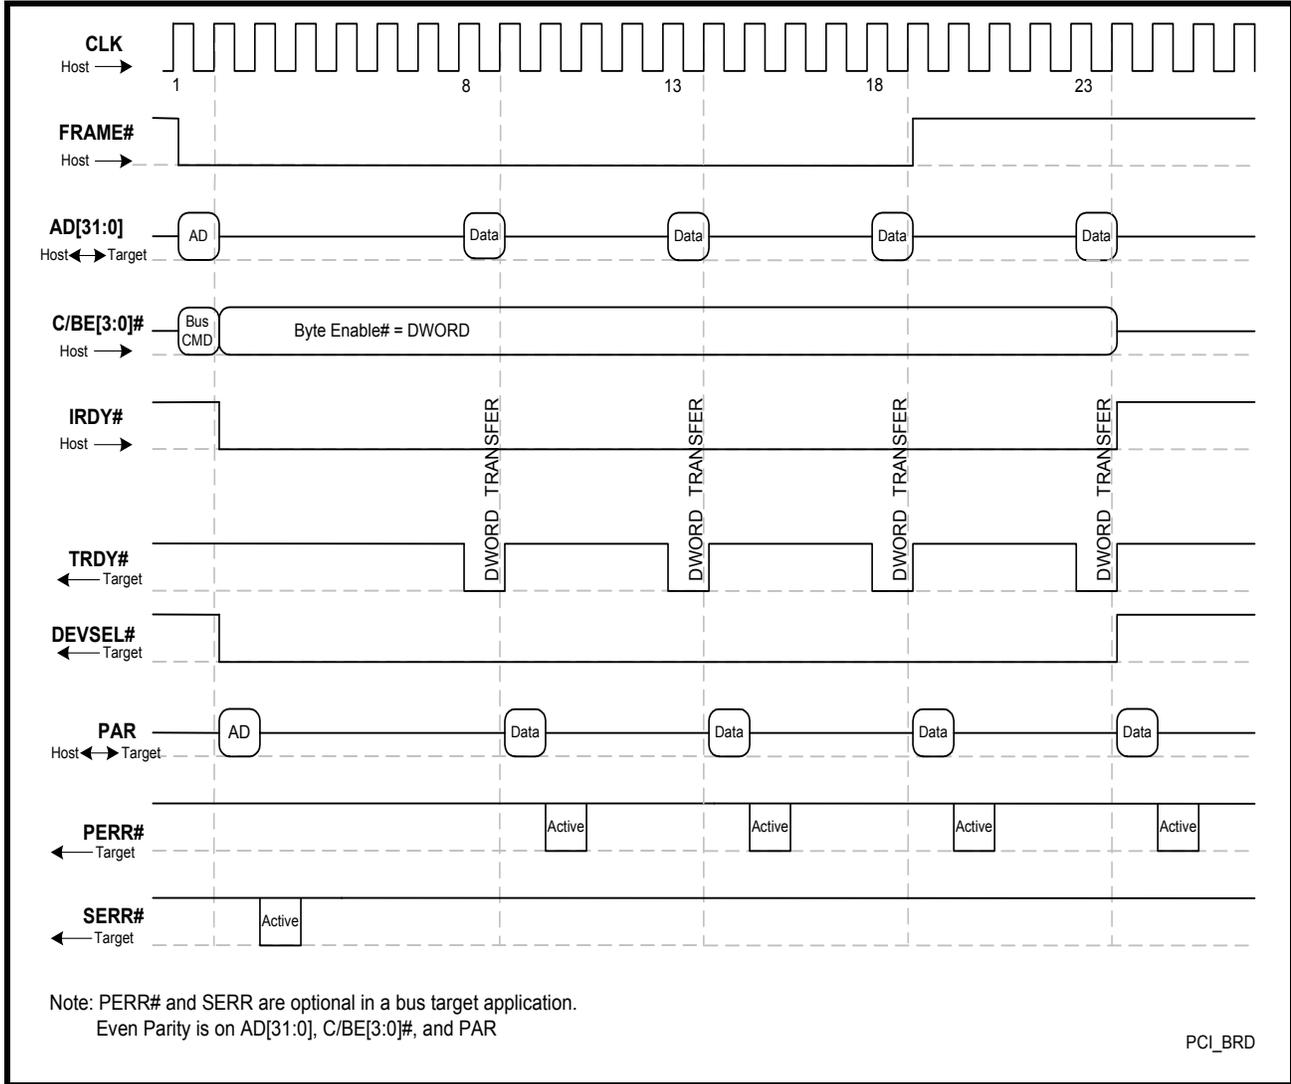 CLK
Host
1 8 13 18 23
FRAME#
Host
AD[31:0]
Host Target
AD Data Data Data Data
C/BE[3:0]#
Host
Bus
CMD
Byte Enable# = DWORD
IRDY#
Host
DWORD TRANSFER
DWORD TRANSFER
DWORD TRANSFER
DWORD TRANSFER
TRDY#
Target
DEVSEL#
Target
PAR
Host Target
AD Data Data Data Data
PERR#
Target
Active Active Active Active
SERR#
Target
Active
Note: PERR# and SERR are optional in a bus target application.
Even Parity is on AD[31:0], C/BE[3:0]#, and PAR
PCI_BRD